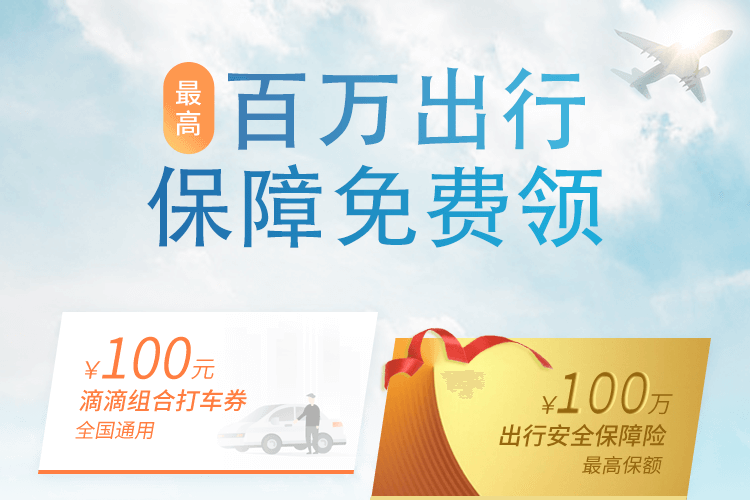 最高
百万出行
保障免费领
¥100元
滴滴组合打车券
全国通用
¥100万
出行安全保障险
最高保额